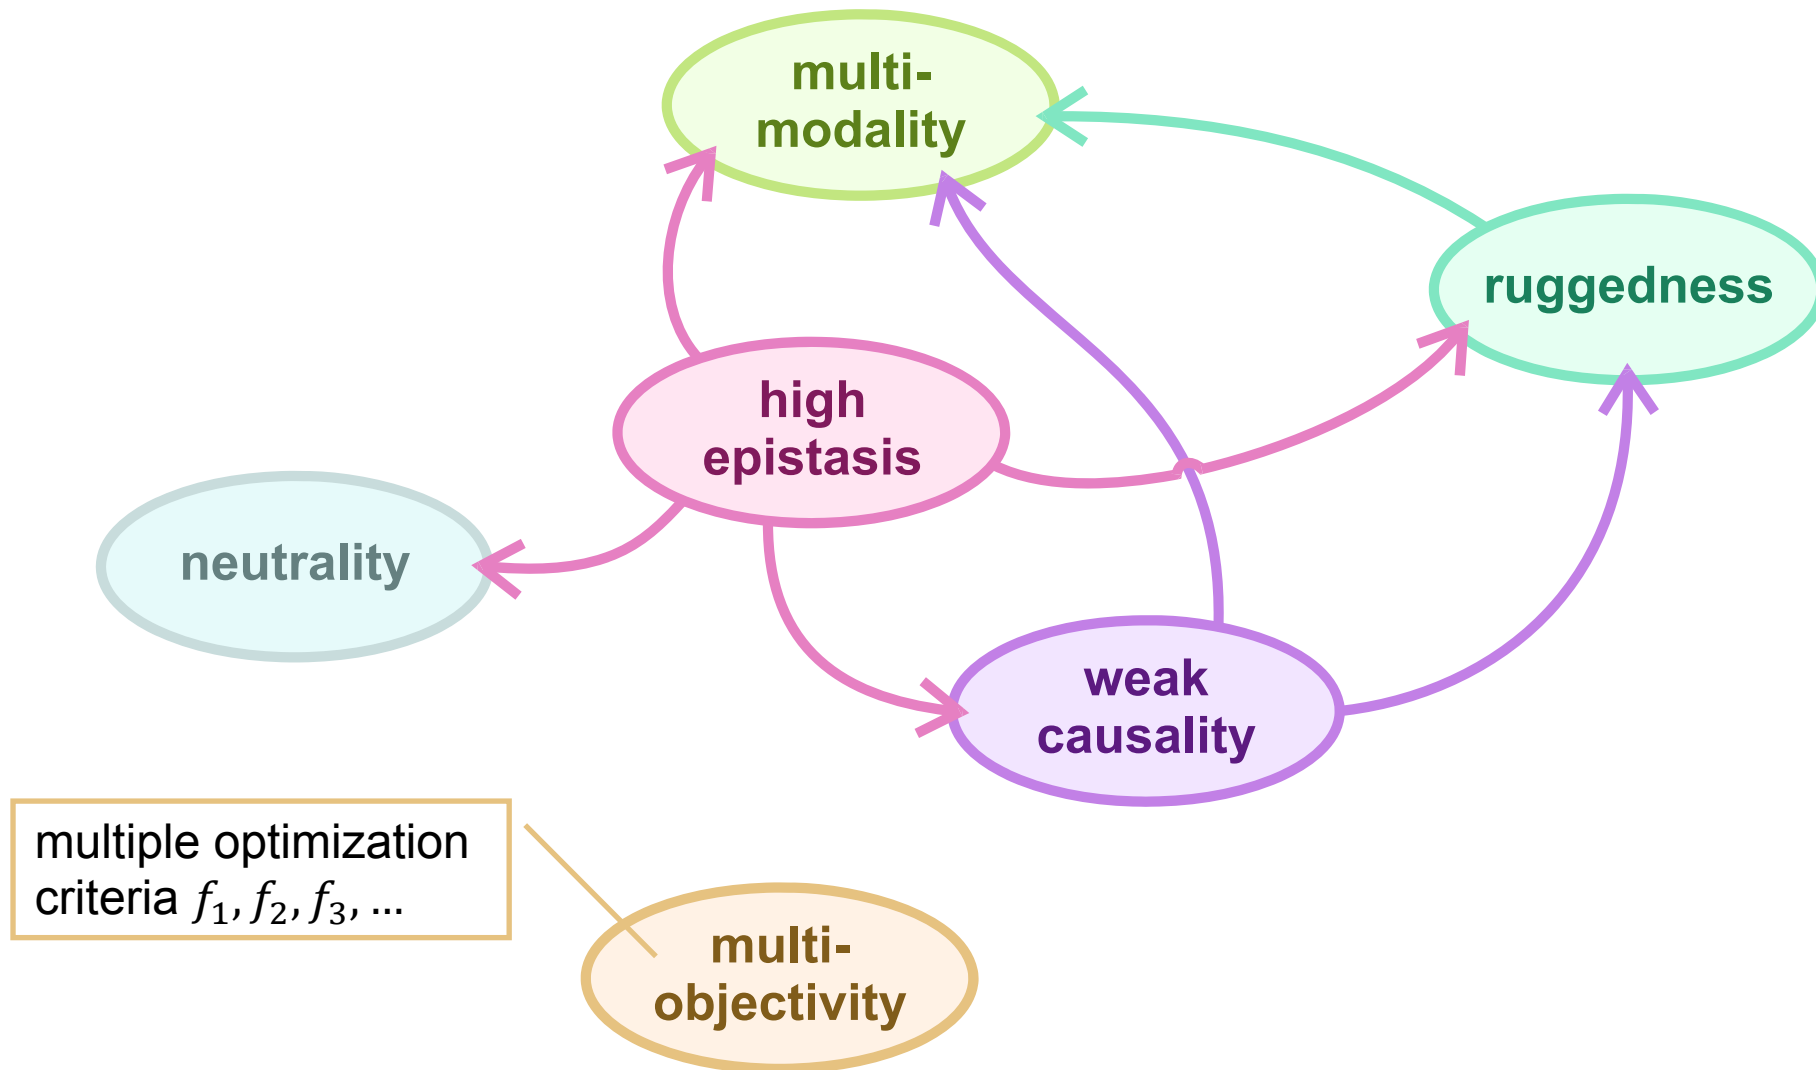 multi-
modality
ruggedness
high
epistasis
neutrality
weak
causality
multiple optimization
criteria f₁, f₂, f₃, ...
multi-
objectivity